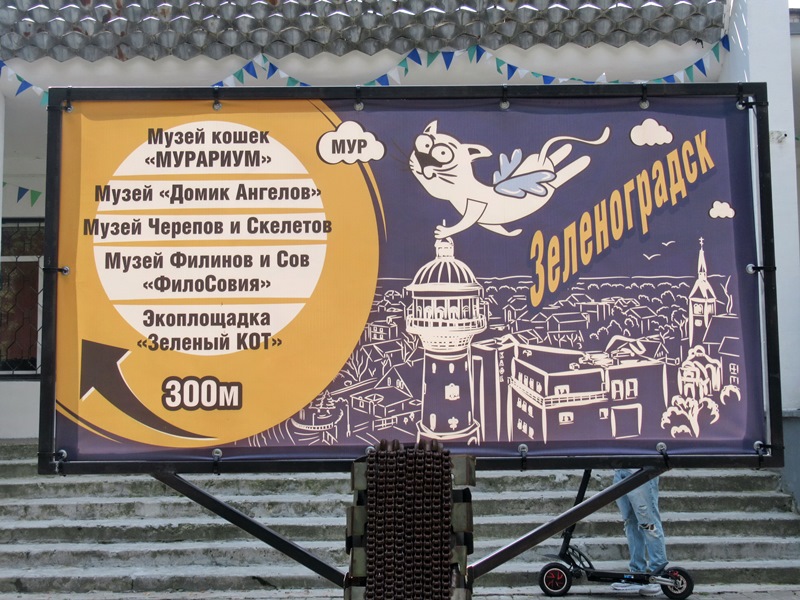 Музей кошек
«МУРАРИУМ»
Музей «Домик Ангелов»
Музей Черепов и Скелетов
Музей Филинов и Сов
«ФилоСовия»
Экоплощадка
«Зеленый КОТ»
300м
МУР
Зеленоградск